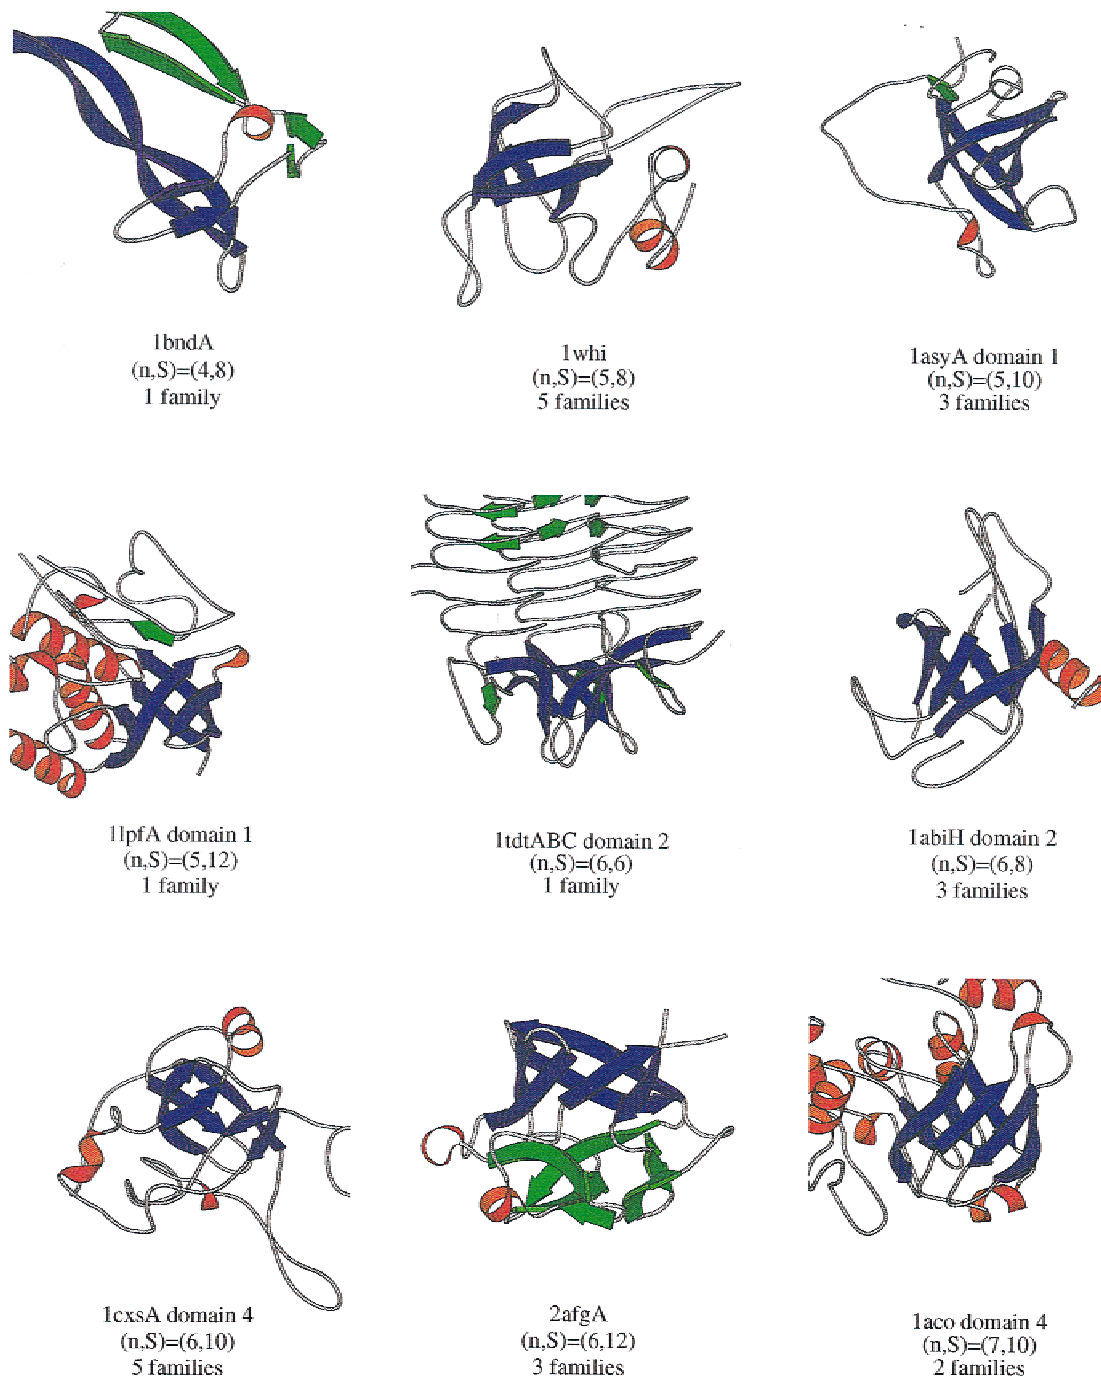 1bndA
(n,S)=(4,8)
1 family
1whi
(n,S)=(5,8)
5 families
1asyA domain 1
(n,S)=(5,10)
3 families
1lpfA domain 1
(n,S)=(5,12)
1 family
1tdtABC domain 2
(n,S)=(6,6)
1 family
1abiH domain 2
(n,S)=(6,8)
3 families
1cxsA domain 4
(n,S)=(6,10)
5 families
2afgA
(n,S)=(6,12)
3 families
1aco domain 4
(n,S)=(7,10)
2 families